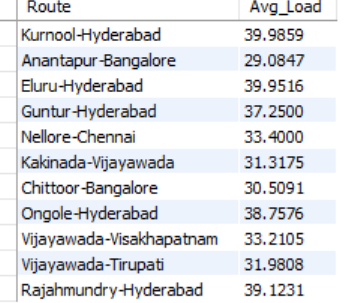 Route Avg_Load
Kurnool-Hyderabad 39.9859
Anantapur-Bangalore 29.0847
Eluru-Hyderabad 39.9516
Guntur-Hyderabad 37.2500
Nellore-Chennai 33.4000
Kakinada-Vijayawada 31.3175
Chittoor-Bangalore 30.5091
Ongole-Hyderabad 38.7576
Vijayawada-Visakhapatnam 33.2105
Vijayawada-Tirupati 31.9808
Rajahmundry-Hyderabad 39.1231